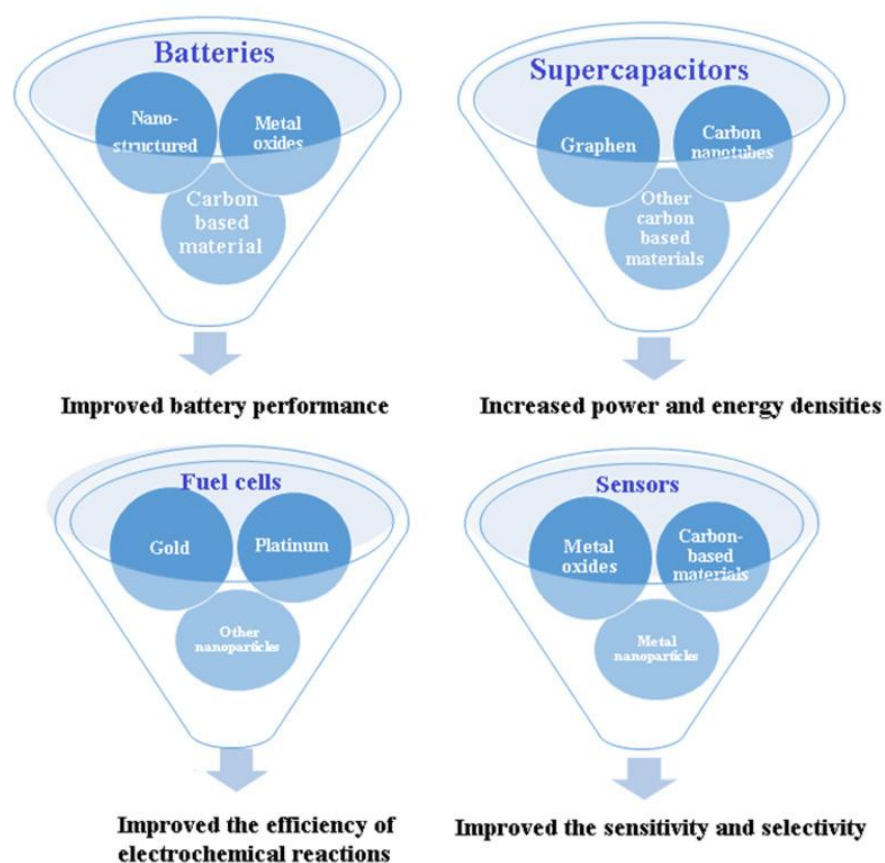 Batteries
Nano-
structured
Metal
oxides
Carbon
based
material
Improved battery performance
Supercapacitors
Graphen
Carbon
nanotubes
Other
carbon
based
materials
Increased power and energy densities
Fuel cells
Gold
Platinum
Other
nanoparticles
Improved the efficiency of
electrochemical reactions
Sensors
Metal
oxides
Carbon-
based
materials
Metal
nanoparticles
Improved the sensitivity and selectivity